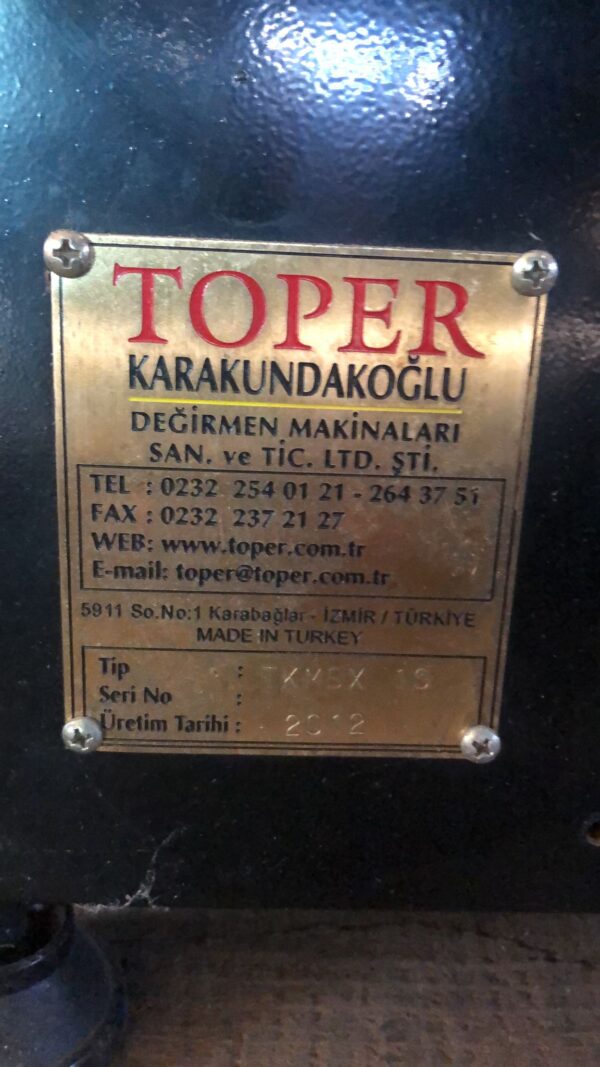 TOPER
KARAKUNDAKOĞLU
DEĞİRMEN MAKİNALARI
SAN. ve TİC. LTD. ŞTİ.
TEL : 0232 254 01 21 - 264 37 51
FAX : 0232 237 21 27
WEB: www.toper.com.tr
E-mail: toper@toper.com.tr
5911 So.No:1 Karabağlar - İZMİR / TÜRKİYE
MADE IN TURKEY
Tip :
Seri No :
Üretim Tarihi : 2012